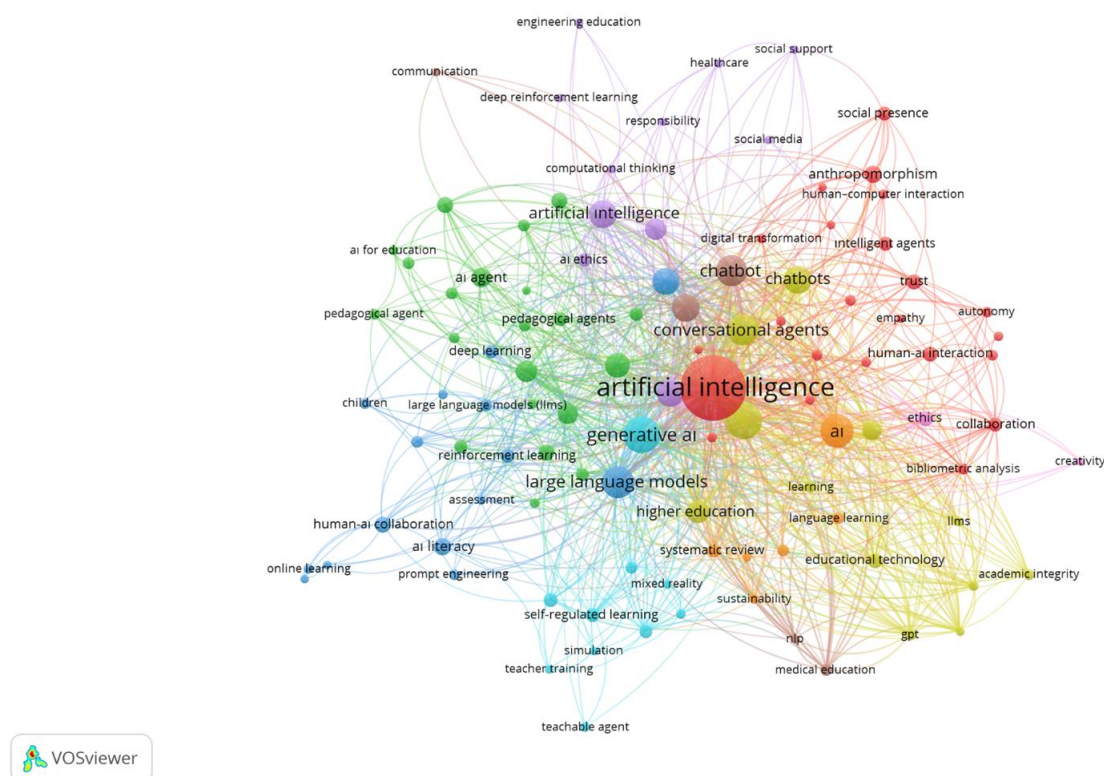 engineering education
social support
healthcare
communication
deep reinforcement learning
social presence
responsibility
social media
computational thinking
anthropomorphism
human–computer interaction
artificial intelligence
digital transformation
intelligent agents
ai for education
ai ethics
ai agent
chatbot
chatbots
trust
pedagogical agent
pedagogical agents
conversational agents
empathy
autonomy
deep learning
human-ai interaction
artificial intelligence
children
large language models (llms)
ethics
collaboration
generative ai
ai
reinforcement learning
bibliometric analysis
creativity
large language models
learning
assessment
higher education
language learning
llms
human-ai collaboration
ai literacy
systematic review
educational technology
online learning
prompt engineering
mixed reality
academic integrity
sustainability
self-regulated learning
nlp
gpt
simulation
teacher training
medical education
teachable agent
VOSviewer